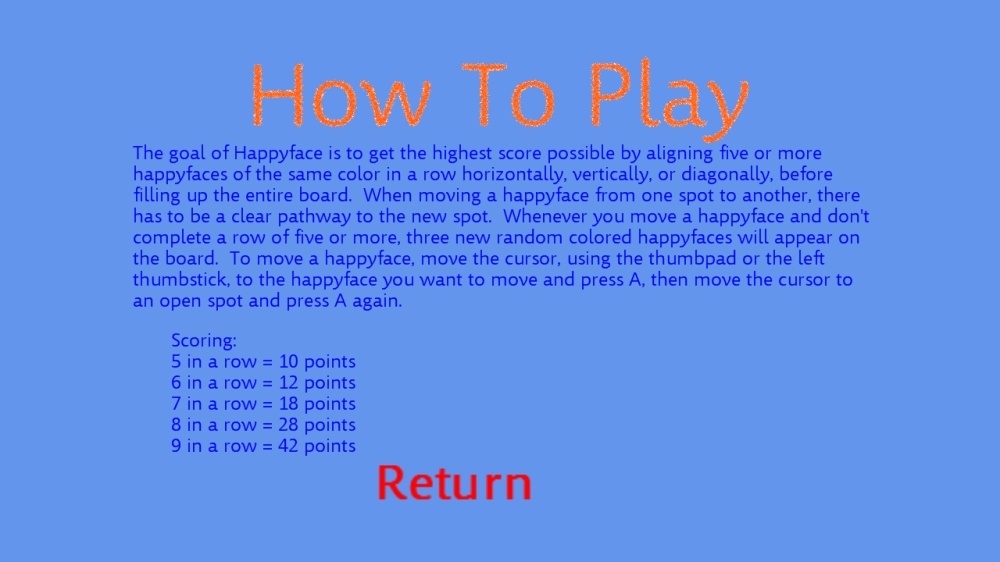 How To Play
The goal of Happyface is to get the highest score possible by aligning five or more
happyfaces of the same color in a row horizontally, vertically, or diagonally, before
filling up the entire board.  When moving a happyface from one spot to another, there
has to be a clear pathway to the new spot.  Whenever you move a happyface and don't
complete a row of five or more, three new random colored happyfaces will appear on
the board.  To move a happyface, move the cursor, using the thumbpad or the left
thumbstick, to the happyface you want to move and press A, then move the cursor to
an open spot and press A again.
Scoring:
5 in a row = 10 points
6 in a row = 12 points
7 in a row = 18 points
8 in a row = 28 points
9 in a row = 42 points
Return